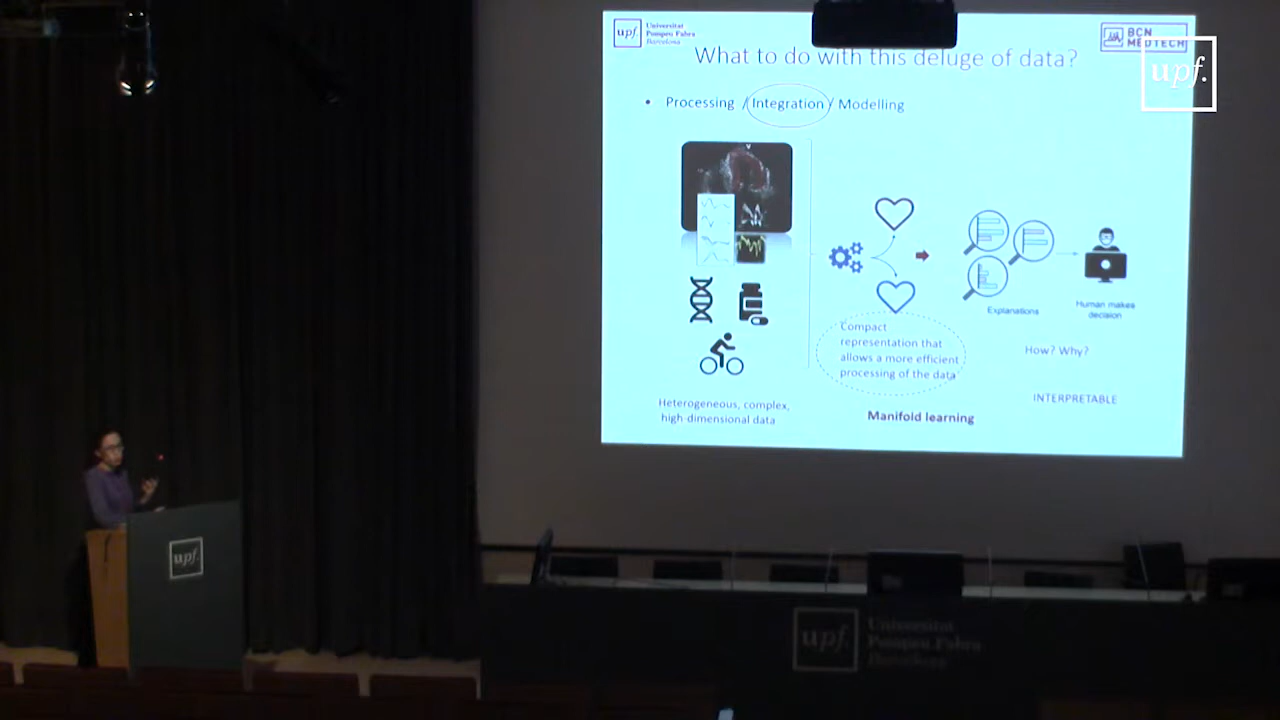 upf.
Universitat
Pompeu Fabra
Barcelona
BCN
MEDTECH
upf.
What to do with this deluge of data?
• Processing / Integration / Modelling
Explanations
Human makes
decision
Compact
representation that
allows a more efficient
processing of the data
How? Why?
INTERPRETABLE
Heterogeneous, complex,
high-dimensional data
Manifold learning
upf.
upf.
Universitat
Pompeu Fabra
Barcelona